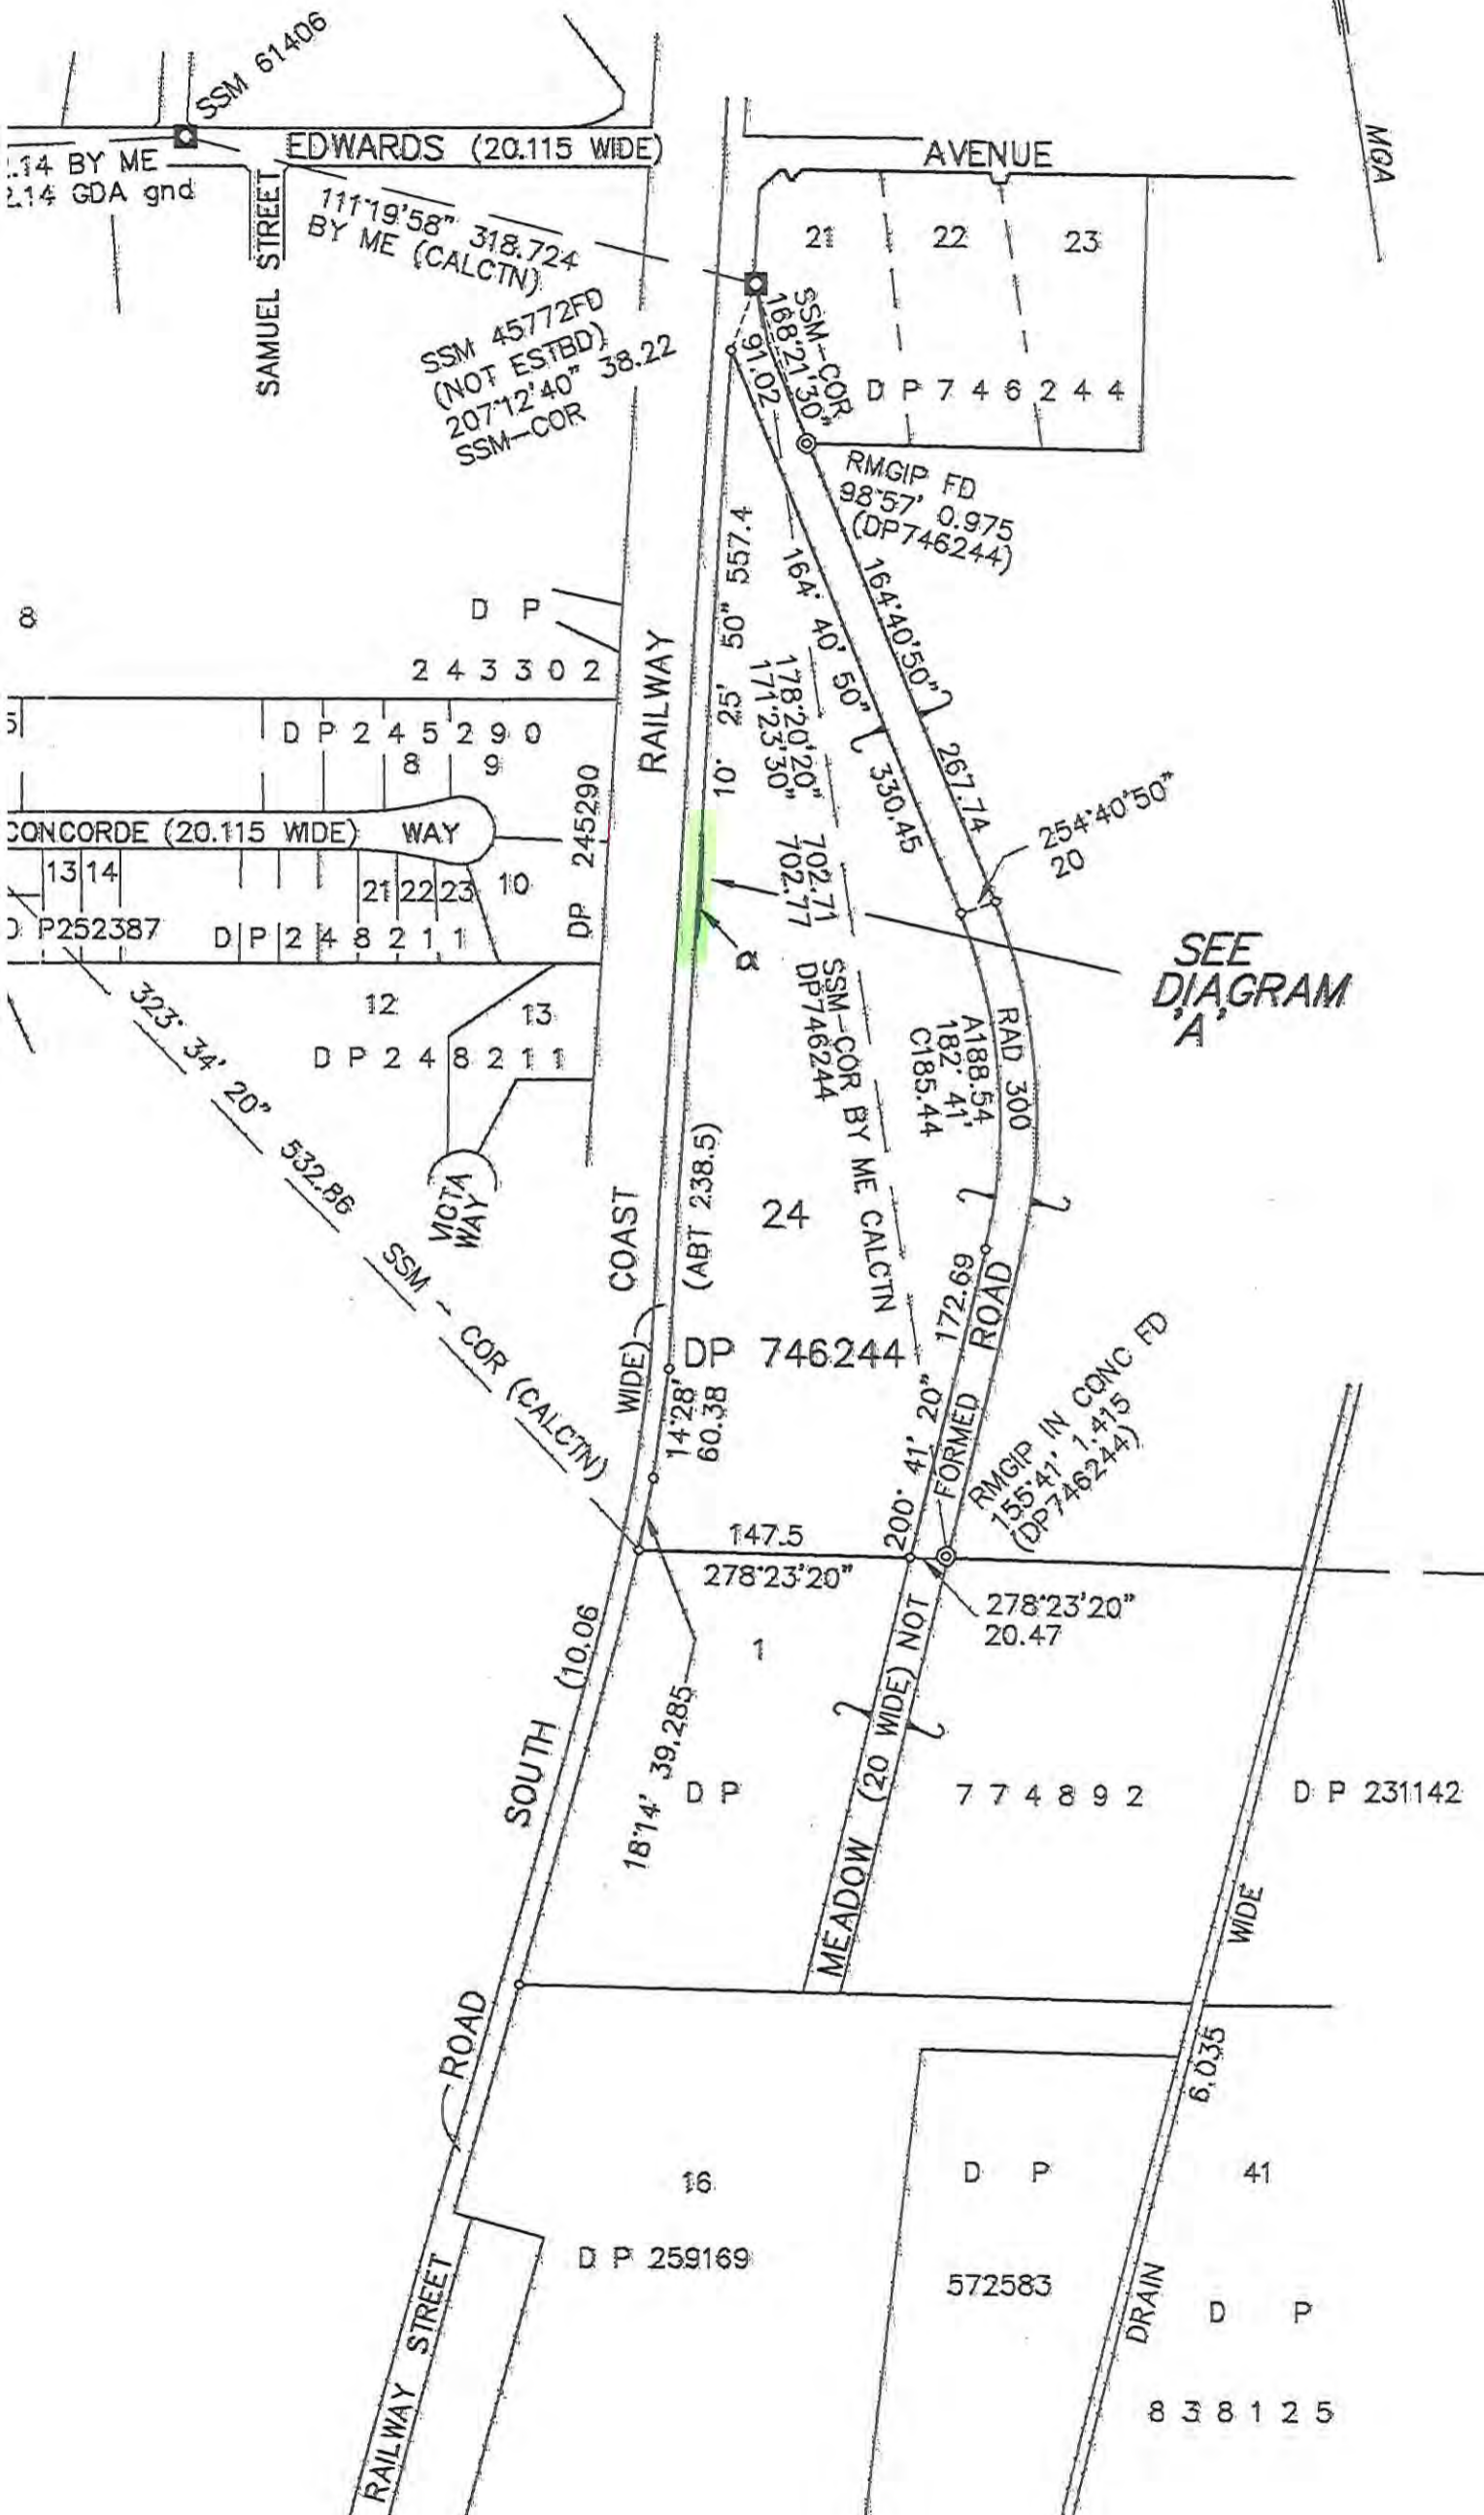 SSM 61406
EDWARDS (20.115 WIDE)
AVENUE
MGA
.14 BY ME
2.14 GDA gnd
SAMUEL STREET
111°19'58" 318.724
BY ME (CALCTN)
21
22
23
SSM 45772FD
(NOT ESTBD)
207°12'40" 38.22
SSM-COR
SSM-COR
168°21'30"
91.02
D P 7 4 6 2 4 4
RMGIP FD
98°57' 0.975
(DP746244)
10° 25' 50" 557.4
164° 40' 50"
330.45
164°40'50"
267.74
8
D P
2 4 3 3 0 2
RAILWAY
178°20'20" 702.71 SSM-COR BY ME CALCTN
171°23'30" 702.77 DP746244
D P 2 4 5 2 9 0
8
9
DP 245290
CONCORDE (20.115 WIDE) WAY
254°40'50"
20
13
14
21
22
23
10
P252387
D P 2 4 8 2 1 1
α
SEE
DIAGRAM
'A'
12
13
D P 2 4 8 2 1 1
323° 34' 20" 532.86 SSM - COR (CALCTN)
RAD 300
A188.54
182° 41'
C185.44
VICTA
WAY
COAST
(ABT 238.5)
24
DP 746244
172.69
200° 41' 20"
FORMED ROAD
WIDE)
14°28'
60.38
RMGIP IN CONC FD
155°41' 1.415
(DP746244)
147.5
278°23'20"
278°23'20"
20.47
1
SOUTH (10.06
18°14' 39.285
MEADOW (20 WIDE) NOT
D P
7 7 4 8 9 2
D P 231142
WIDE
ROAD
6.035
16
D P
41
D P 259169
572583
DRAIN
D P
8 3 8 1 2 5
RAILWAY STREET